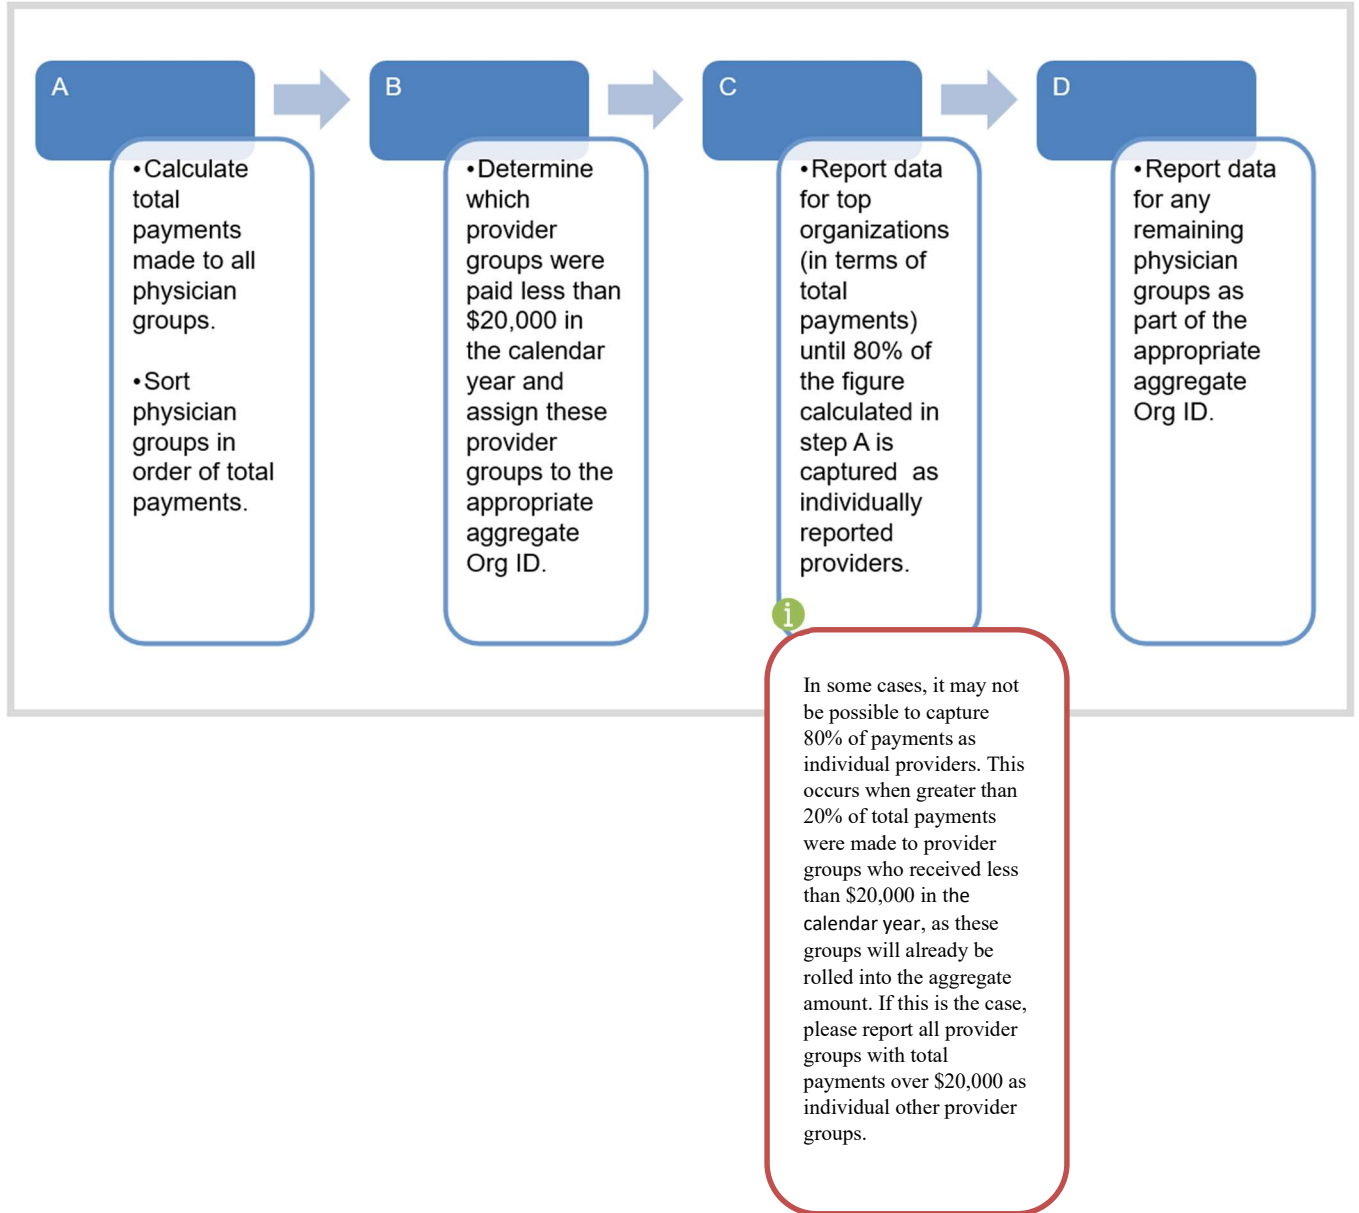 A
•Calculate
total
payments
made to all
physician
groups.
•Sort
physician
groups in
order of total
payments.
B
•Determine
which
provider
groups were
paid less than
$20,000 in
the calendar
year and
assign these
provider
groups to the
appropriate
aggregate
Org ID.
C
•Report data
for top
organizations
(in terms of
total
payments)
until 80% of
the figure
calculated in
step A is
captured as
individually
reported
providers.
i
In some cases, it may not
be possible to capture
80% of payments as
individual providers. This
occurs when greater than
20% of total payments
were made to provider
groups who received less
than $20,000 in the
calendar year, as these
groups will already be
rolled into the aggregate
amount. If this is the case,
please report all provider
groups with total
payments over $20,000 as
individual other provider
groups.
D
•Report data
for any
remaining
physician
groups as
part of the
appropriate
aggregate
Org ID.